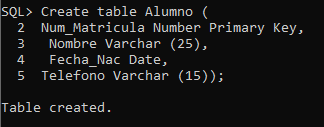 SQL> Create table Alumno (
2 Num_Matricula Number Primary Key,
3 Nombre Varchar (25),
4 Fecha_Nac Date,
5 Telefono Varchar (15));
Table created.